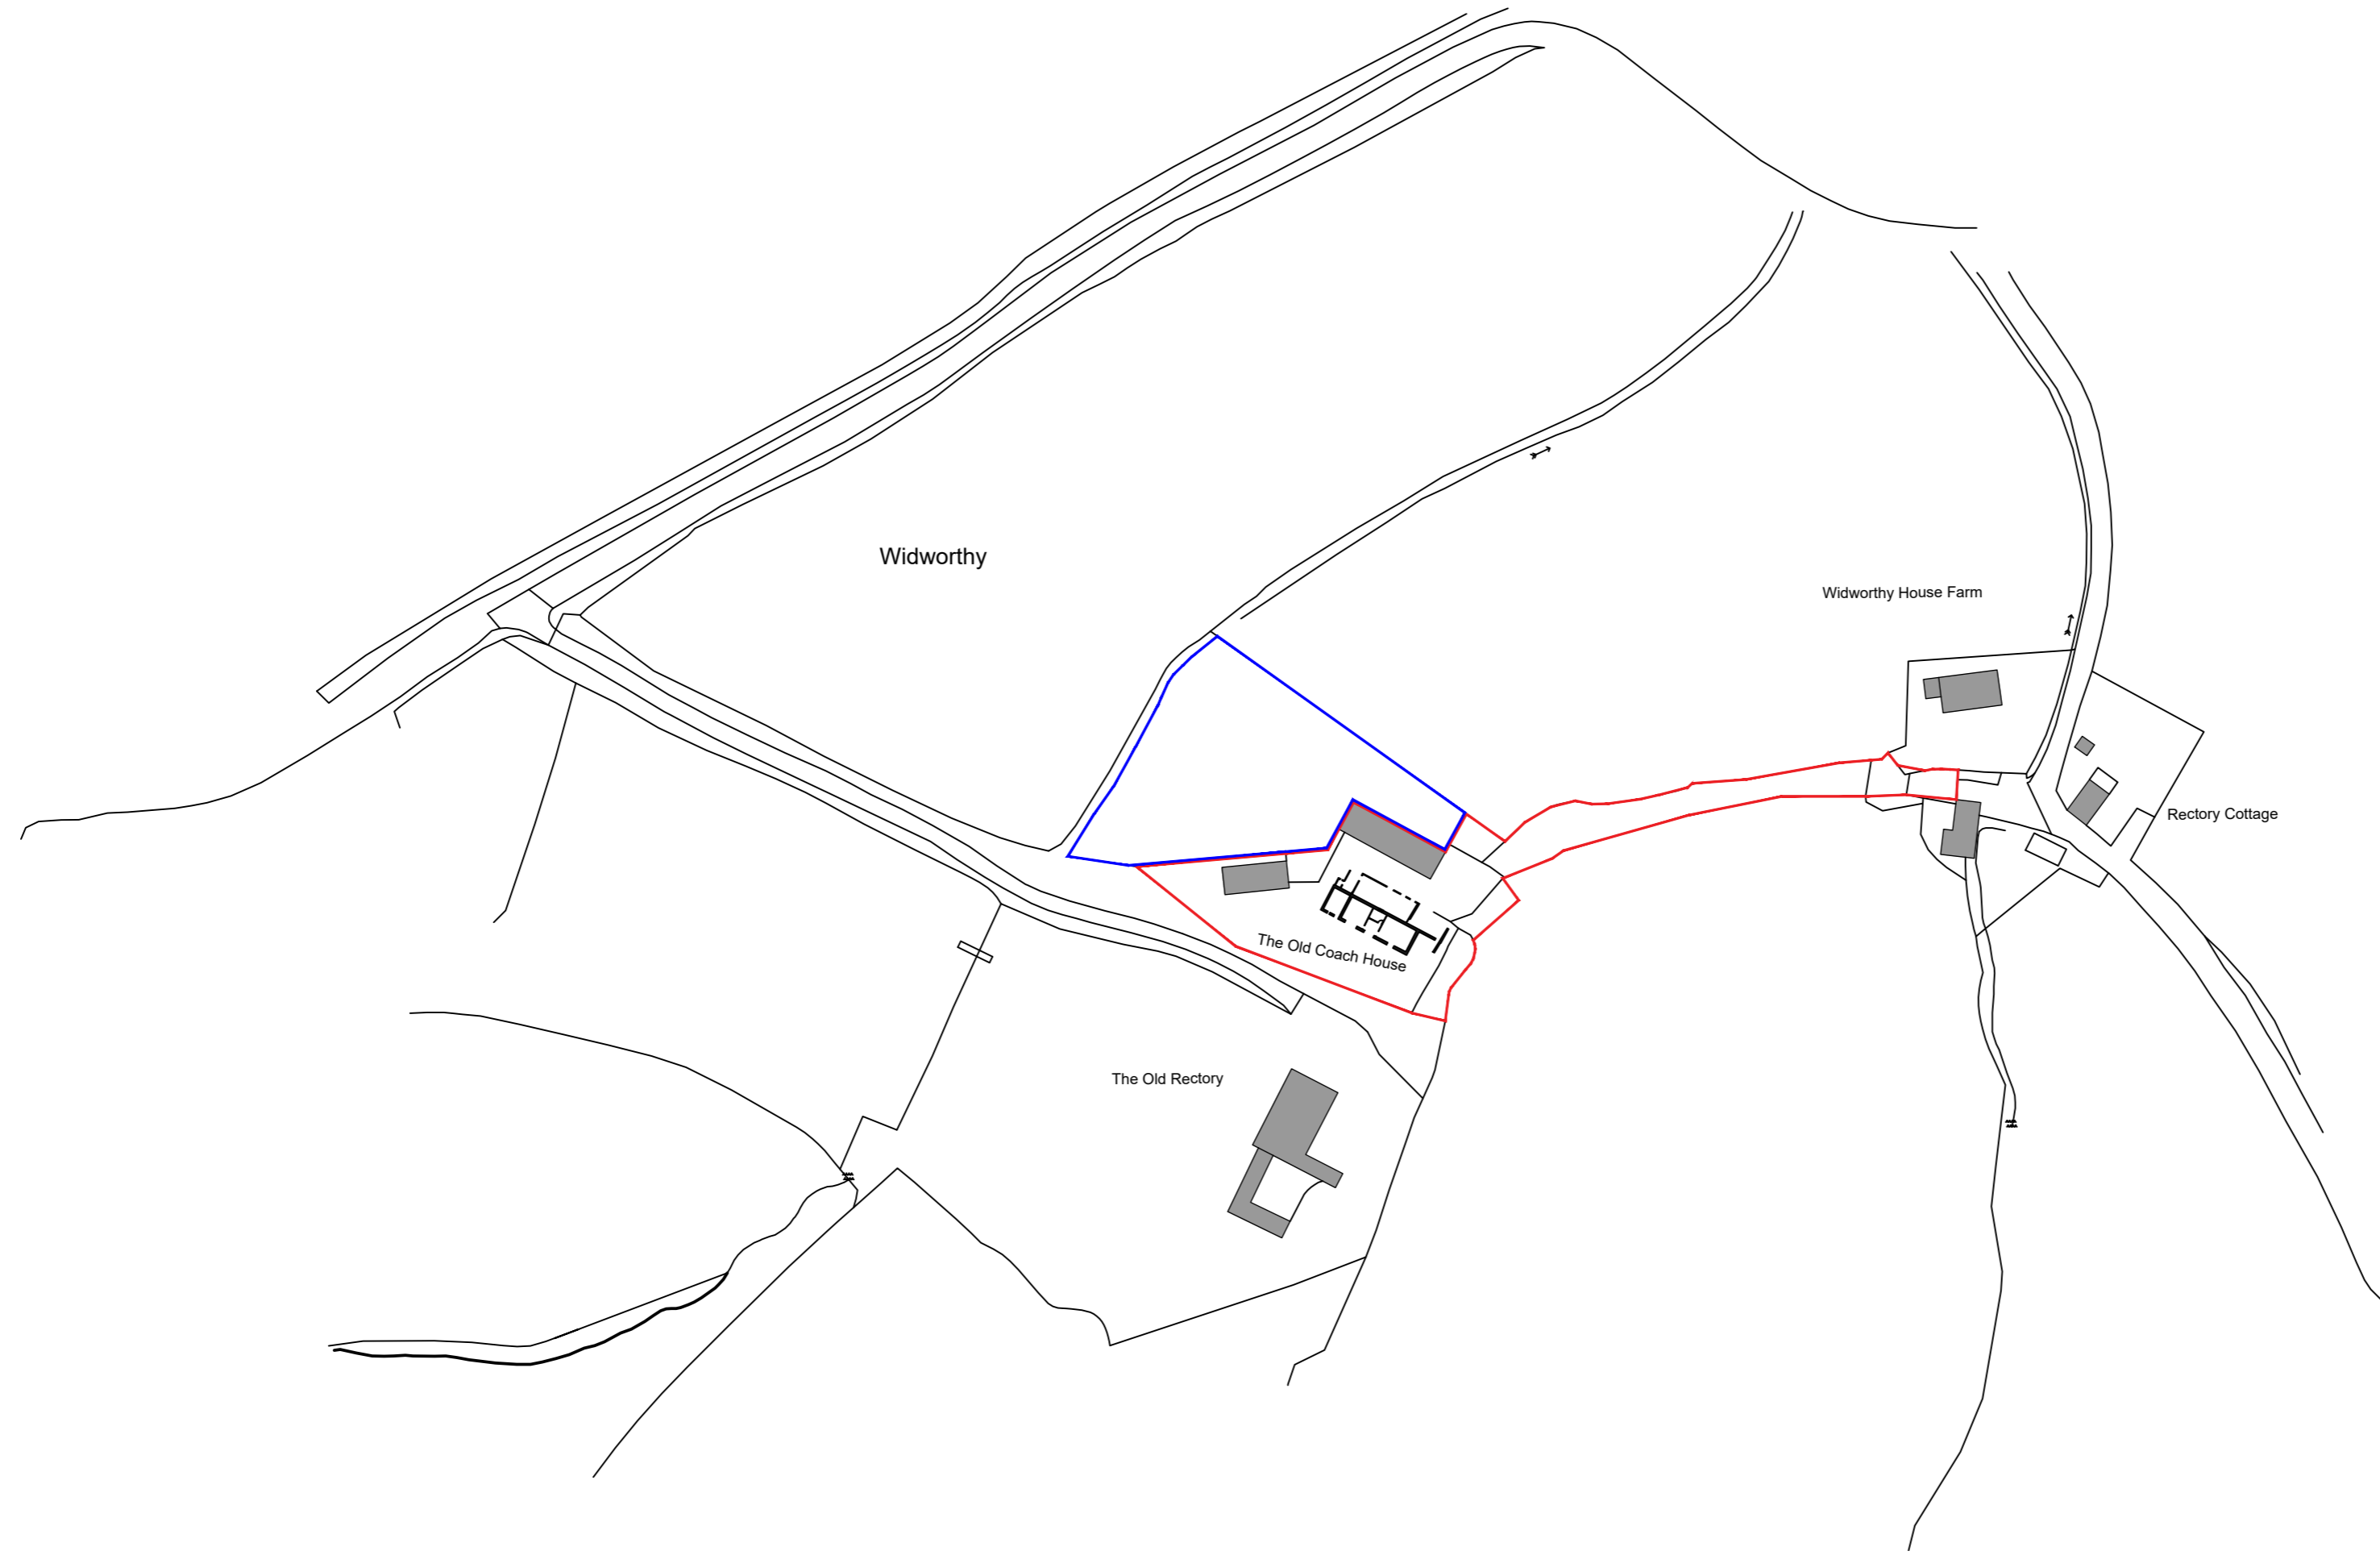 Widworthy
Widworthy House Farm
Rectory Cottage
The Old Coach House
The Old Rectory